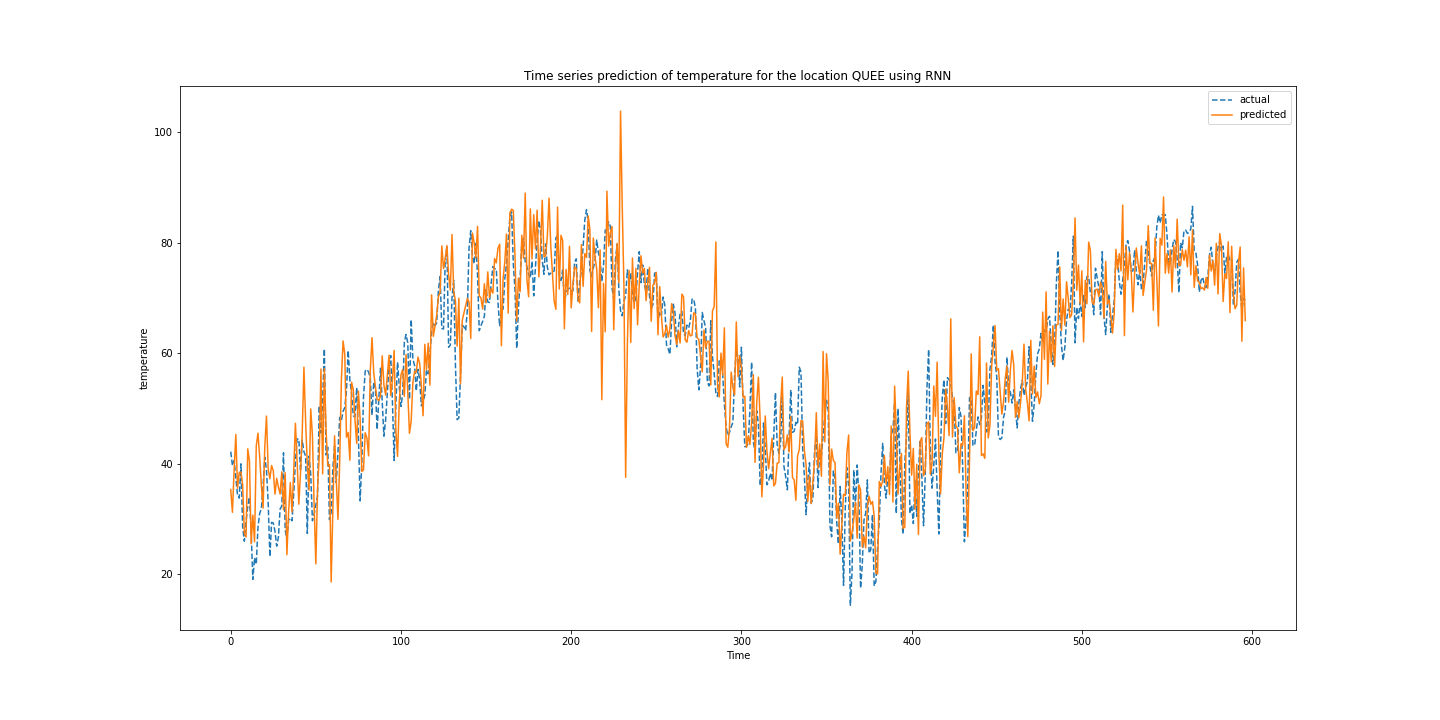 Time series prediction of temperature for the location QUEE using RNN
actual
predicted
100
80
60
40
20
temperature
0 100 200 300 400 500 600
Time